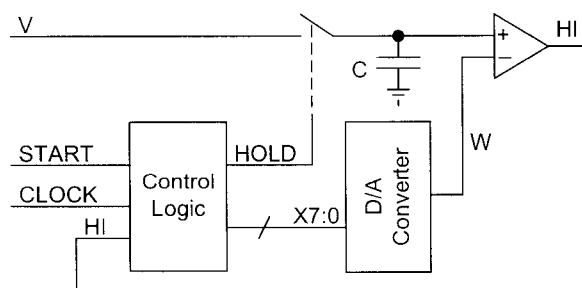 V
HI
+
−
C
W
START
HOLD
CLOCK
Control
Logic
HI
X7:0
D/A
Converter